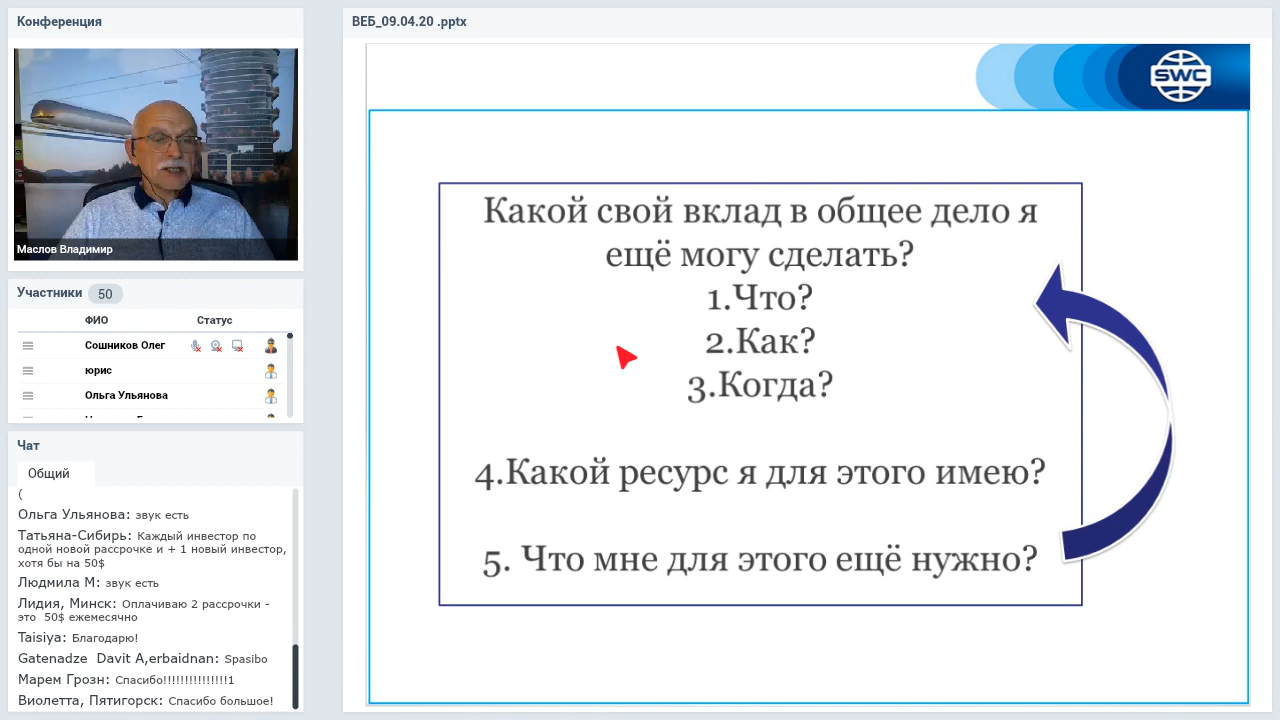 Конференция
Маслов Владимир
Участники 50
ФИО Статус
Сошников Олег
юрис
Ольга Ульянова
Чат
Общий
(
Ольга Ульянова: звук есть
Татьяна-Сибирь: Каждый инвестор по
одной новой рассрочке и + 1 новый инвестор,
хотя бы на 50$
Людмила М: звук есть
Лидия, Минск: Оплачиваю 2 рассрочки -
это 50$ ежемесячно
Taisiya: Благодарю!
Gatenadze Davit A,erbaidnan: Spasibo
Марем Грозн: Спасибо!!!!!!!!!!!!!!!1
Виолетта, Пятигорск: Спасибо большое!
ВЕБ_09.04.20 .pptx
SWC
Какой свой вклад в общее дело я
ещё могу сделать?
1.Что?
2.Как?
3.Когда?
4.Какой ресурс я для этого имею?
5. Что мне для этого ещё нужно?